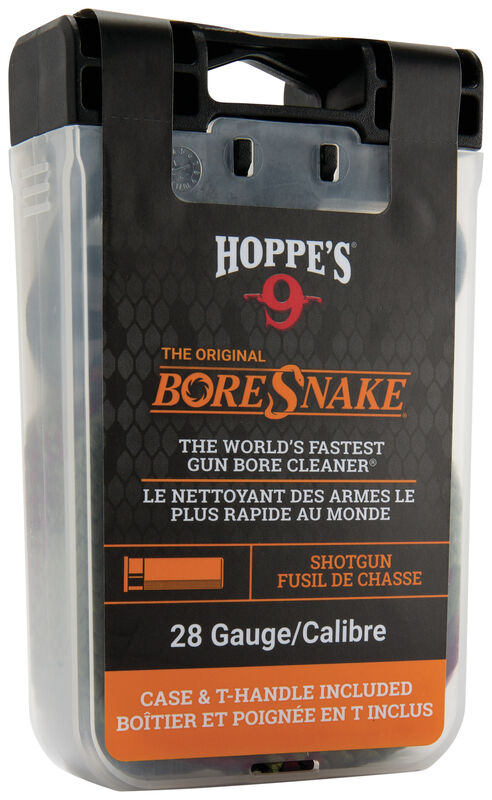 HOPPE'S®
9
THE ORIGINAL
BORESNAKE®
THE WORLD'S FASTEST
GUN BORE CLEANER®
LE NETTOYANT DES ARMES LE
PLUS RAPIDE AU MONDE
SHOTGUN
FUSIL DE CHASSE
28 Gauge/Calibre
CASE & T-HANDLE INCLUDED
BOÎTIER ET POIGNÉE EN T INCLUS